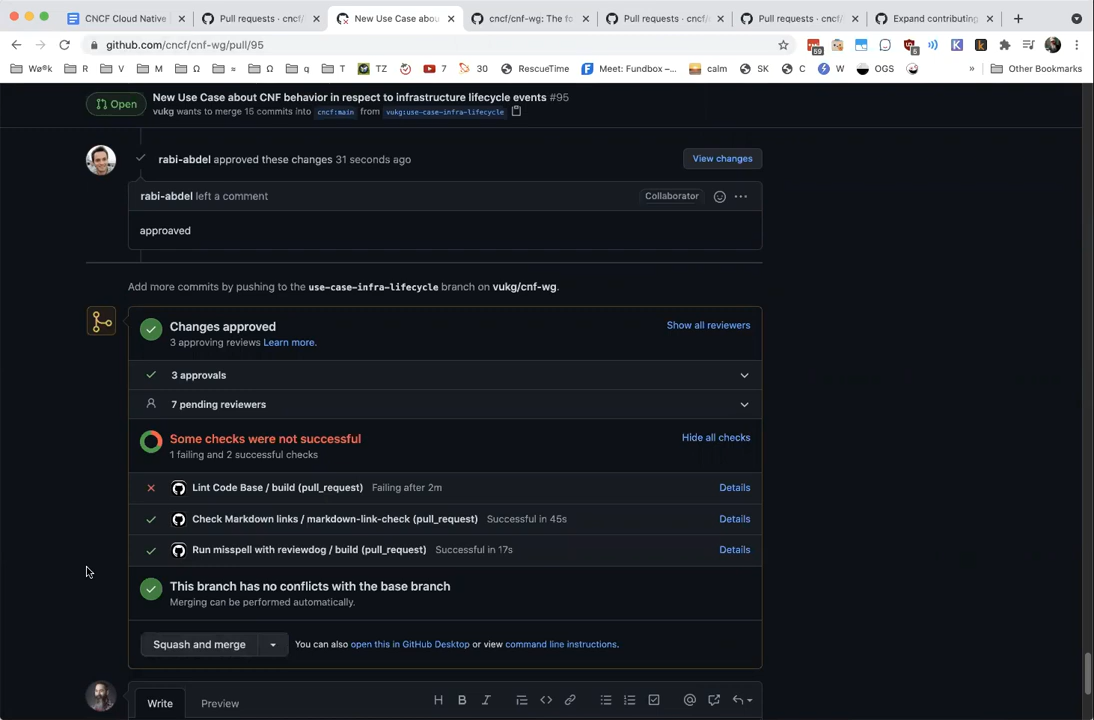 CNCF Cloud Native
Pull requests · cncf/
New Use Case abou
cncf/cnf-wg: The fo
Pull requests · cncf/
Pull requests · cncf/
Expand contributing
github.com/cncf/cnf-wg/pull/95
59
6
Wø®k
R
V
M
Ω
≈
Ω
q
T
TZ
7
30
RescueTime
Meet: Fundbox –...
calm
SK
C
W
OGS
»
Other Bookmarks
Open
New Use Case about CNF behavior in respect to infrastructure lifecycle events #95
vukg wants to merge 15 commits into cncf:main from vukg:use-case-infra-lifecycle
rabi-abdel approved these changes 31 seconds ago
View changes
rabi-abdel left a comment
Collaborator
approaved
Add more commits by pushing to the use-case-infra-lifecycle branch on vukg/cnf-wg.
Changes approved
Show all reviewers
3 approving reviews Learn more.
3 approvals
7 pending reviewers
Some checks were not successful
Hide all checks
1 failing and 2 successful checks
Lint Code Base / build (pull_request) Failing after 2m
Details
Check Markdown links / markdown-link-check (pull_request) Successful in 45s
Details
Run misspell with reviewdog / build (pull_request) Successful in 17s
Details
This branch has no conflicts with the base branch
Merging can be performed automatically.
Squash and merge
You can also open this in GitHub Desktop or view command line instructions.
Write
Preview